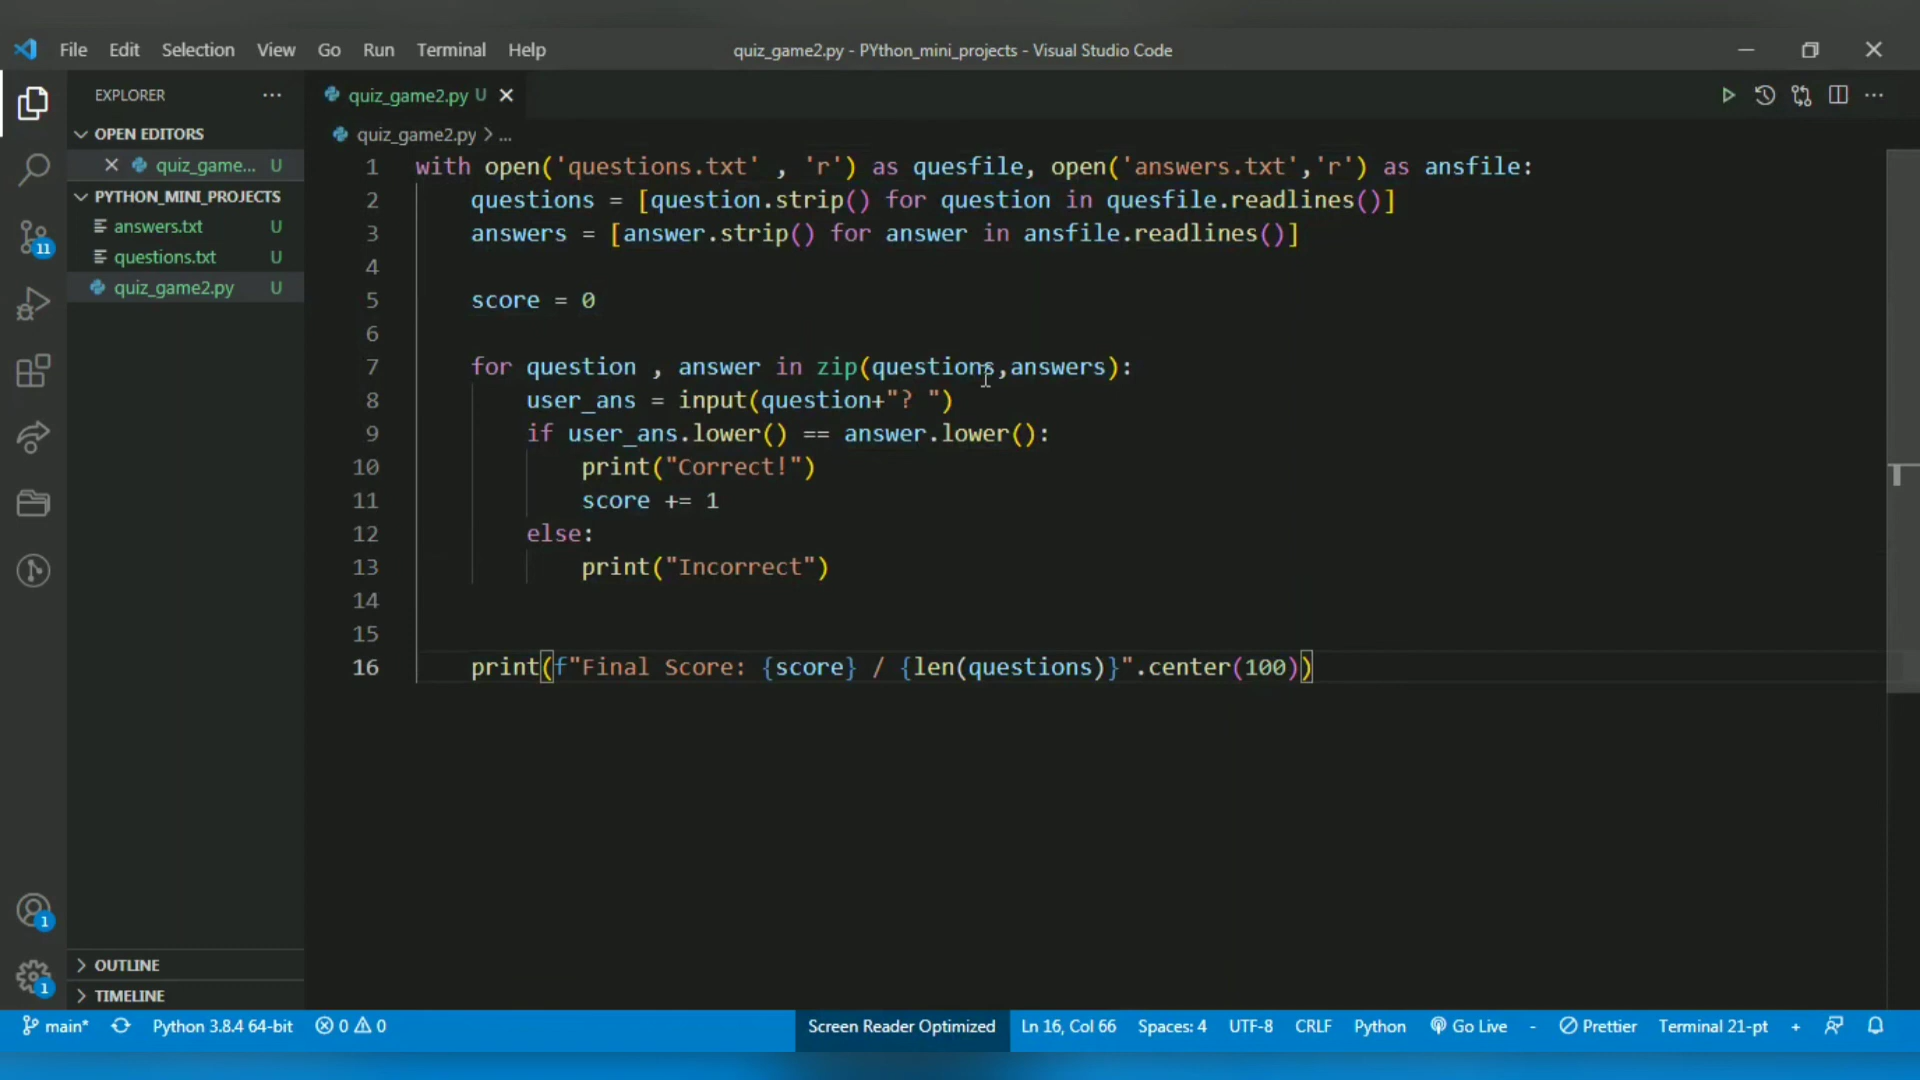 File Edit Selection View Go Run Terminal Help
quiz_game2.py - PYthon_mini_projects - Visual Studio Code
EXPLORER
quiz_game2.py U
OPEN EDITORS
quiz_game2.py > ...
quiz_game... U
PYTHON_MINI_PROJECTS
answers.txt U
questions.txt U
quiz_game2.py U
1 with open('questions.txt' , 'r') as quesfile, open('answers.txt','r') as ansfile:
2 questions = [question.strip() for question in quesfile.readlines()]
3 answers = [answer.strip() for answer in ansfile.readlines()]
4
5 score = 0
6
7 for question , answer in zip(questions,answers):
8 user_ans = input(question+"? ")
9 if user_ans.lower() == answer.lower():
10 print("Correct!")
11 score += 1
12 else:
13 print("Incorrect")
14
15
16 print(f"Final Score: {score} / {len(questions)}".center(100))
11
1
1
OUTLINE
TIMELINE
main* Python 3.8.4 64-bit 0 0 Screen Reader Optimized Ln 16, Col 66 Spaces: 4 UTF-8 CRLF Python Go Live - Prettier Terminal 21-pt +